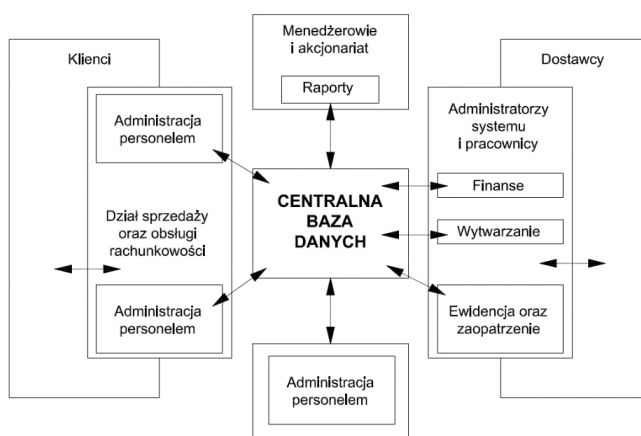 Klienci
Menedżerowie
i akcjonariat
Raporty
Dostawcy
Administracja
personelem
Administratorzy
systemu
i pracownicy
Finanse
Wytwarzanie
CENTRALNA
BAZA
DANYCH
Dział sprzedaży
oraz obsługi
rachunkowości
Administracja
personelem
Ewidencja oraz
zaopatrzenie
Administracja
personelem